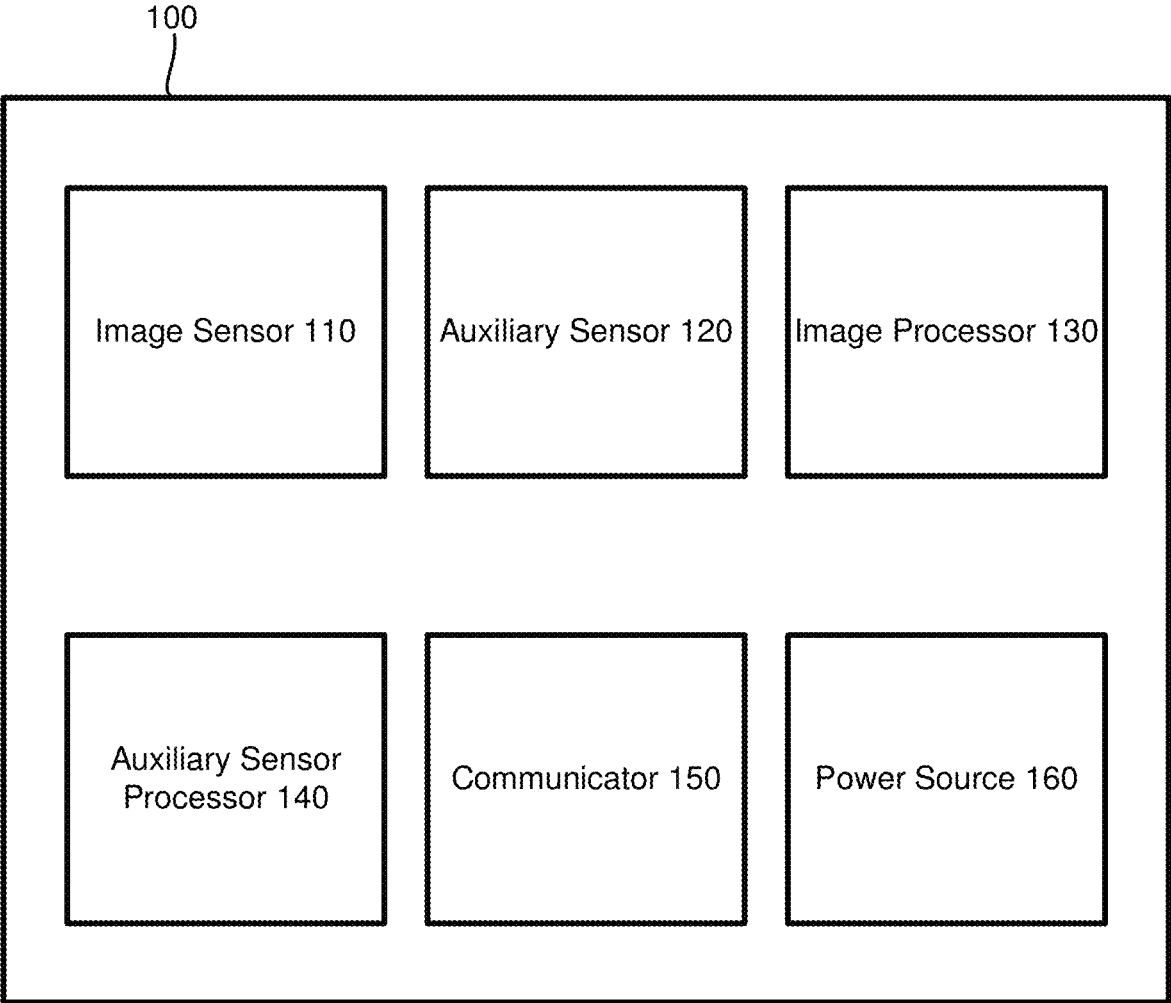 100
Image Sensor 110
Auxiliary Sensor 120
Image Processor 130
Auxiliary Sensor
Processor 140
Communicator 150
Power Source 160